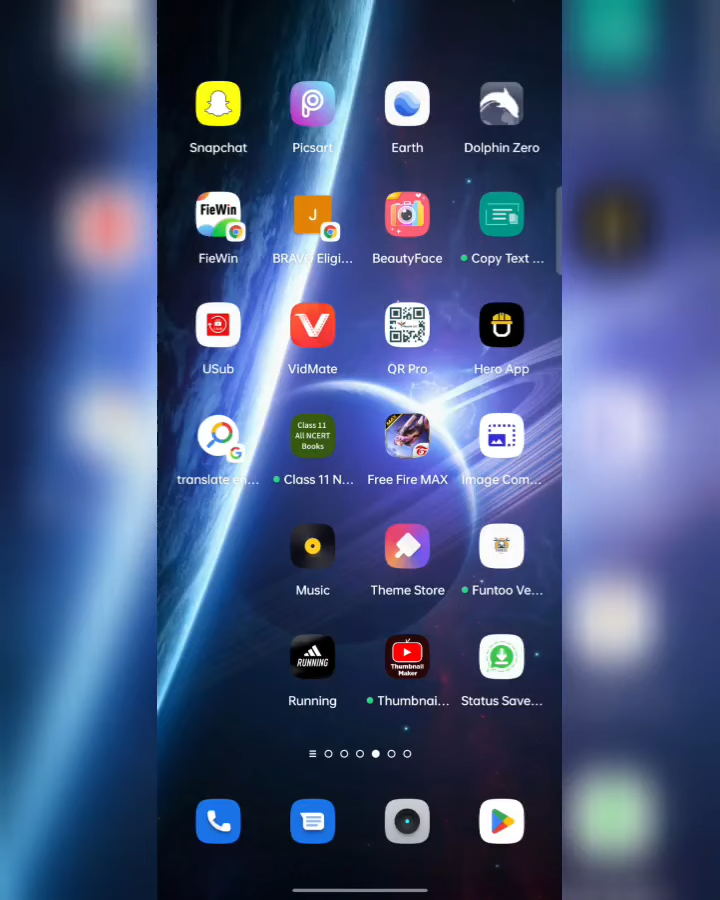 Snapchat
Picsart
Earth
Dolphin Zero
FieWin
FieWin
J
BRAVO Eligi...
BeautyFace
Copy Text ...
USub
VidMate
QR Pro
Hero App
translate en...
Class 11
All NCERT
Books
Class 11 N...
MAX
Free Fire MAX
Image Com...
Music
Theme Store
Funtoo Ve...
RUNNING
Running
Thumbnail
Maker
Thumbnai...
Status Save...